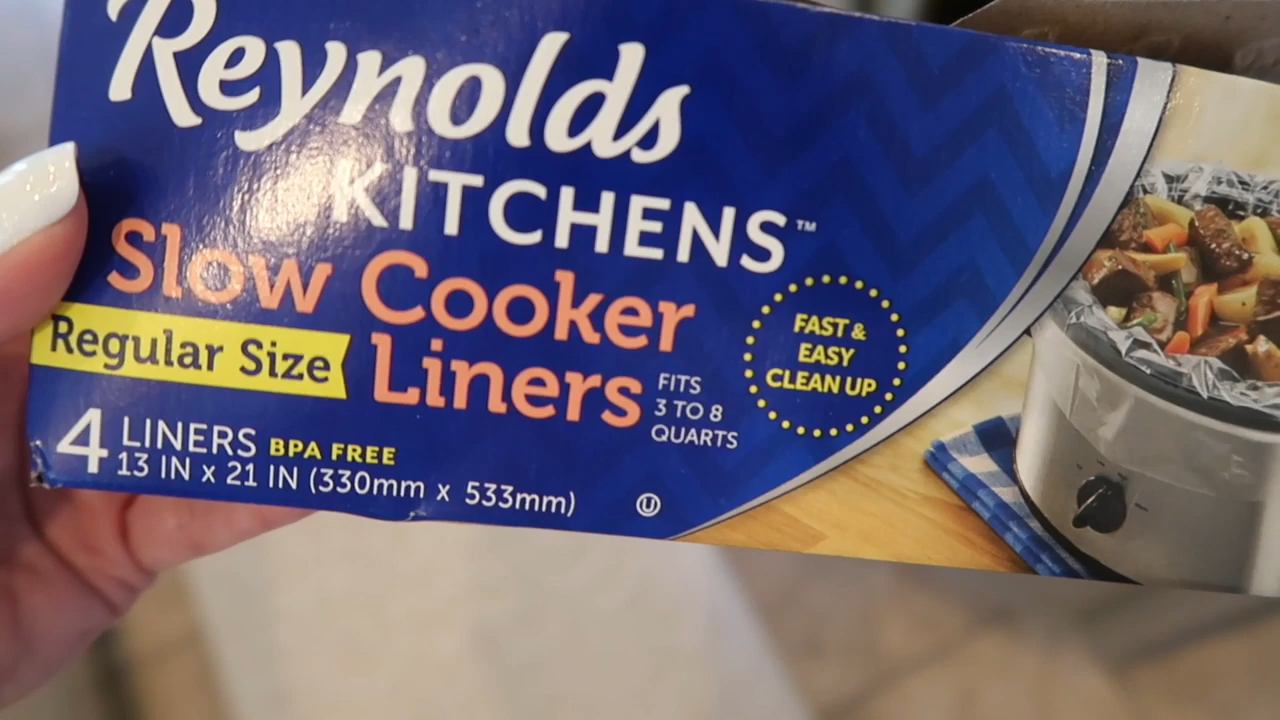 Reynolds
KITCHENS™
Slow Cooker
Liners
Regular Size
FITS
3 TO 8
QUARTS
FAST &
EASY
CLEAN UP
4 LINERS BPA FREE
13 IN x 21 IN (330mm x 533mm)
U